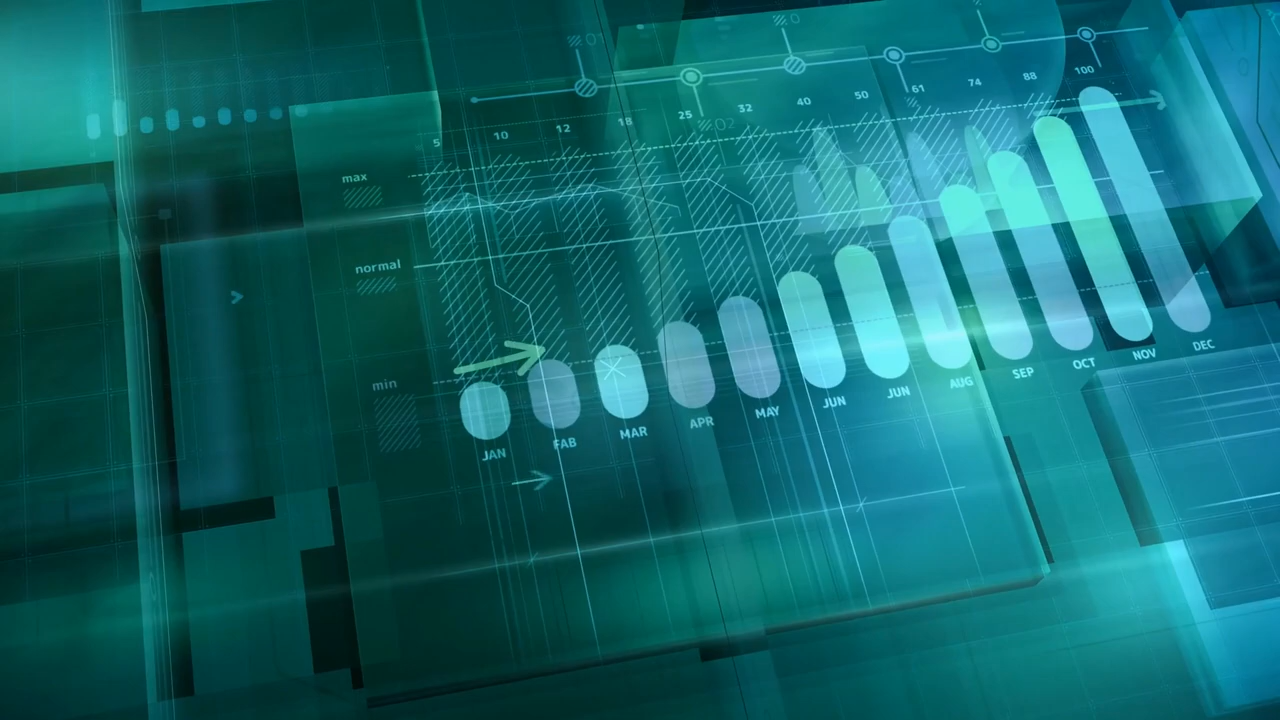 5 10 12 18 25 32 40 50 61 74 88 100
max
normal
min
JAN FAB MAR APR MAY JUN JUN AUG SEP OCT NOV DEC